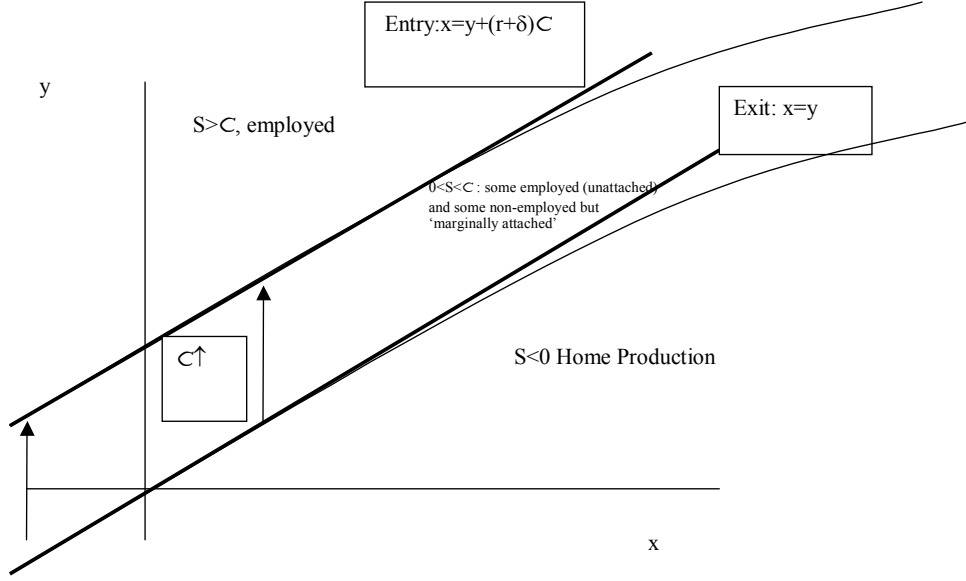 Entry:x=y+(r+δ)C
y
Exit: x=y
S>C, employed
0<S<C : some employed (unattached)
and some non-employed but
‘marginally attached’
C↑
S<0 Home Production
x